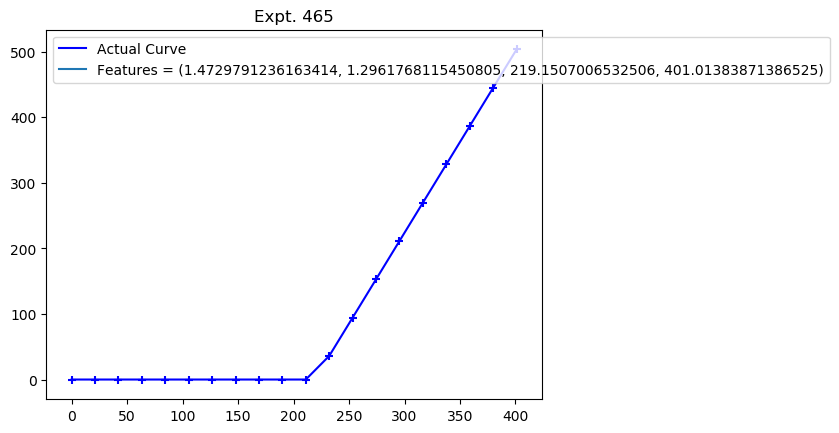 Expt. 465
Actual Curve
Features = (1.4729791236163414, 1.2961768115450805, 219.1507006532506, 401.01383871386525)
500
400
300
200
100
0
0 50 100 150 200 250 300 350 400